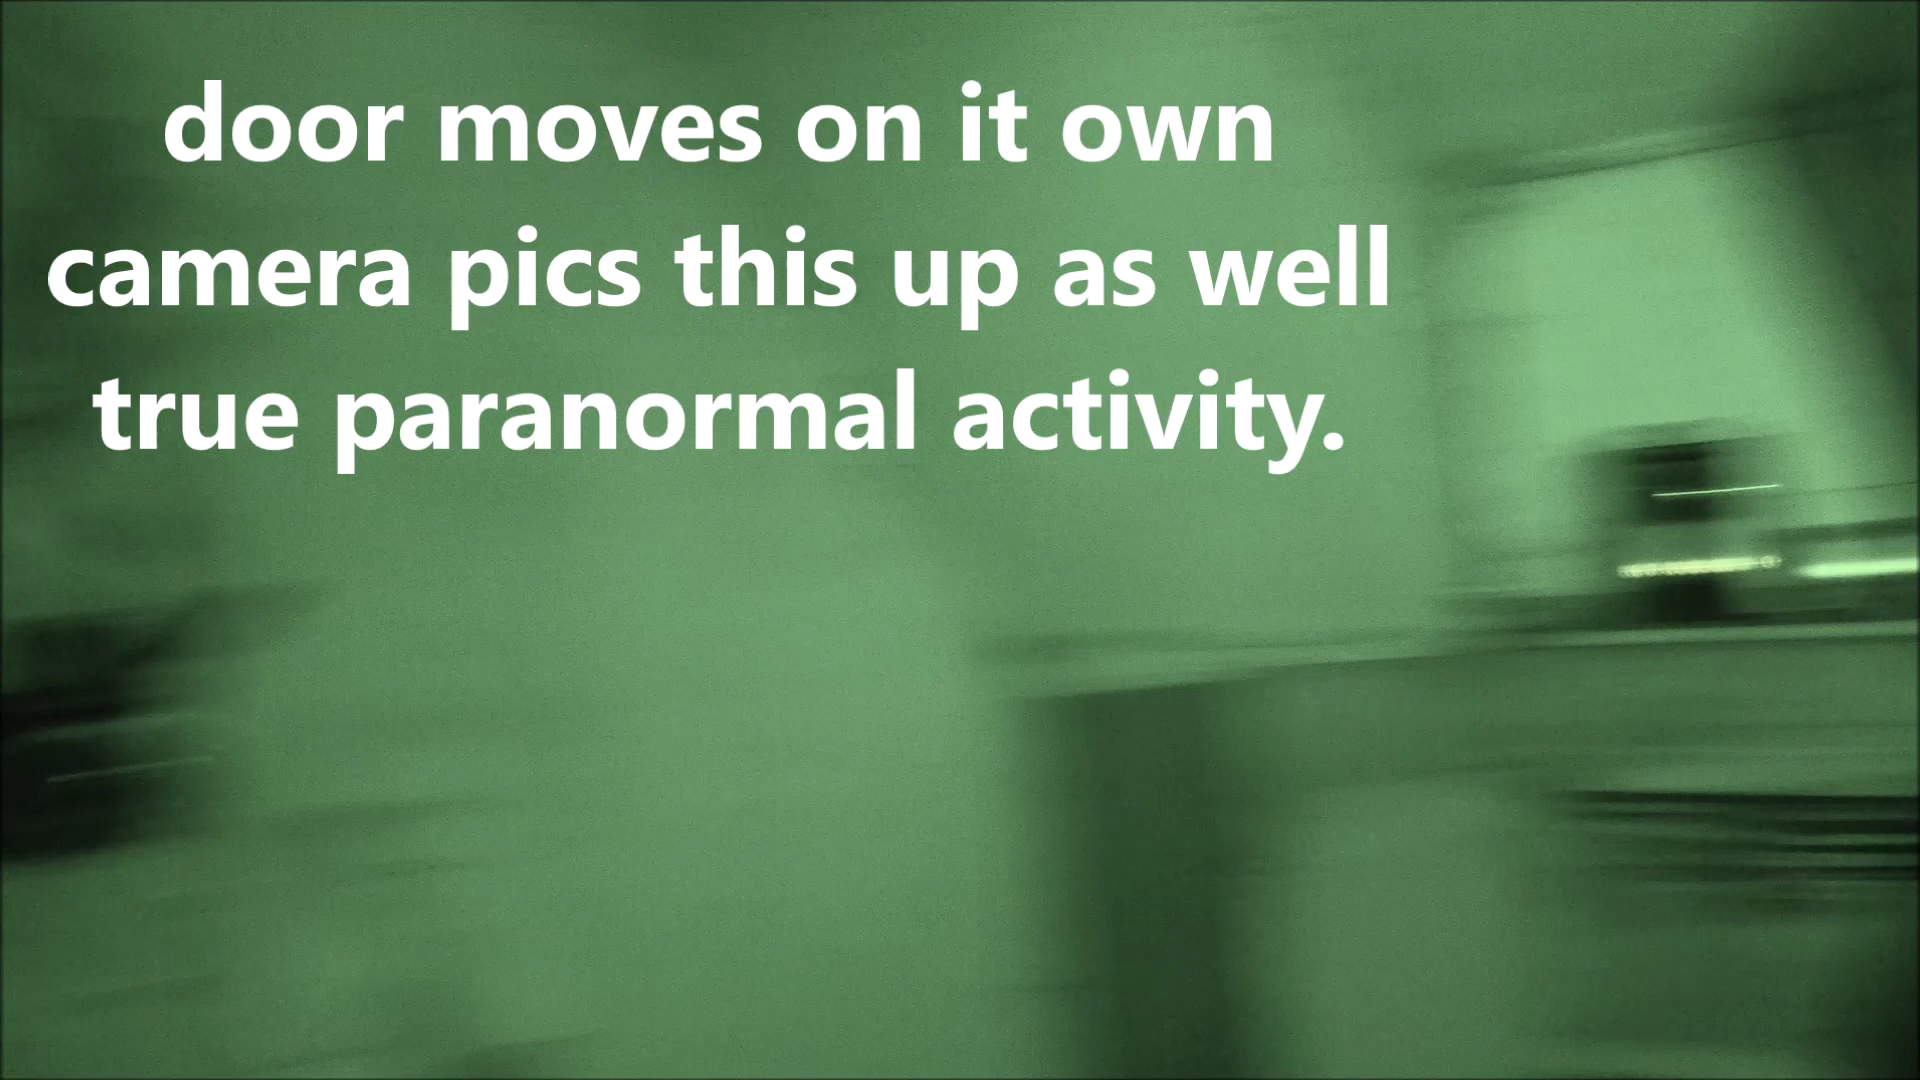 door moves on it own
camera pics this up as well
true paranormal activity.